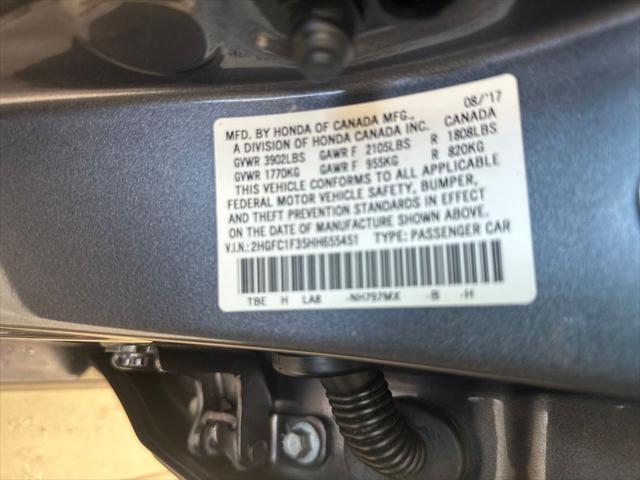 MFD. BY HONDA OF CANADA MFG., 08/'17
A DIVISION OF HONDA CANADA INC. CANADA
GVWR 3902LBS GAWR F 2105LBS R 1808LBS
GVWR 1770KG GAWR F 955KG R 820KG
THIS VEHICLE CONFORMS TO ALL APPLICABLE
FEDERAL MOTOR VEHICLE SAFETY, BUMPER,
AND THEFT PREVENTION STANDARDS IN EFFECT
ON THE DATE OF MANUFACTURE SHOWN ABOVE.
V.I.N.: 2HGFC1F35HH655451 TYPE: PASSENGER CAR
TBE H LA8 -NH797MX -B -H